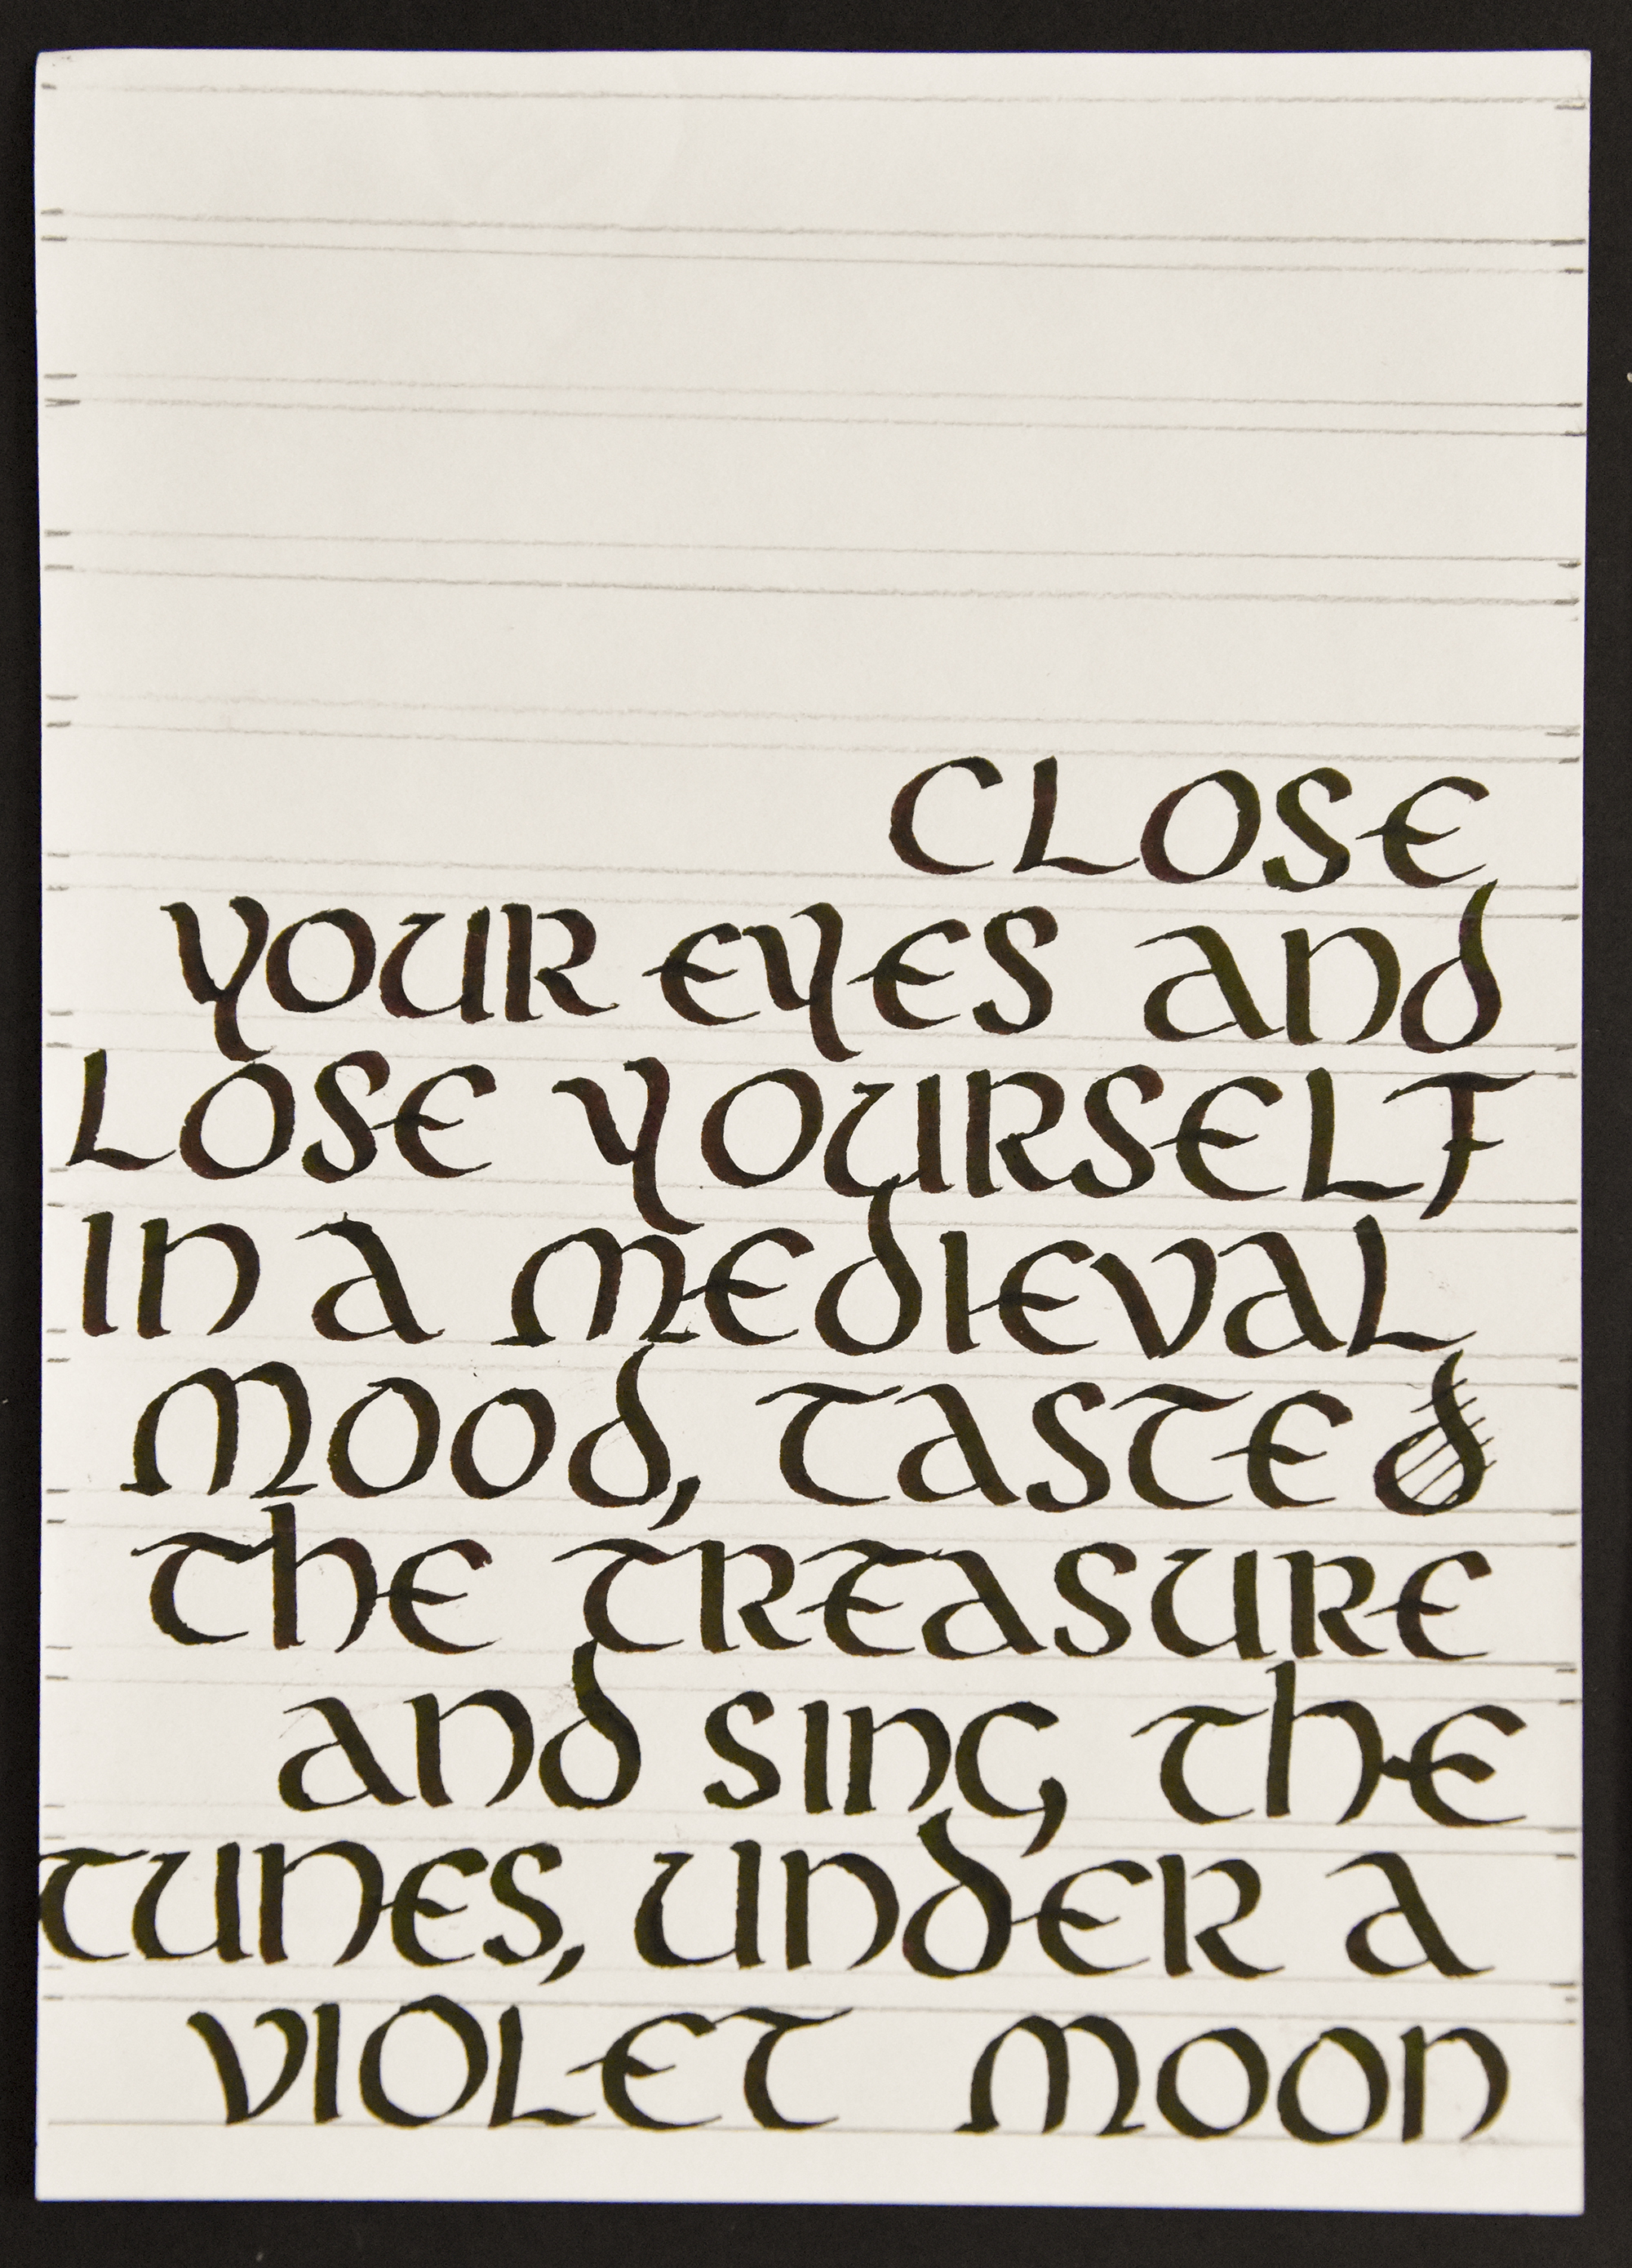 CLOSE
YOUR EYES and
LOSE YOURSELF
IN a MEdIEVAL
MOOd, TASTE
ThE TREASURE
and SING ThE
TUNES, UNdER a
VIOLET MOON